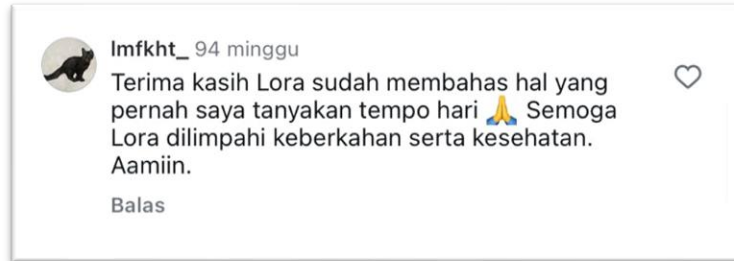 lmfkht_ 94 minggu
Terima kasih Lora sudah membahas hal yang
pernah saya tanyakan tempo hari 🙏 Semoga
Lora dilimpahi keberkahan serta kesehatan.
Aamiin.
Balas